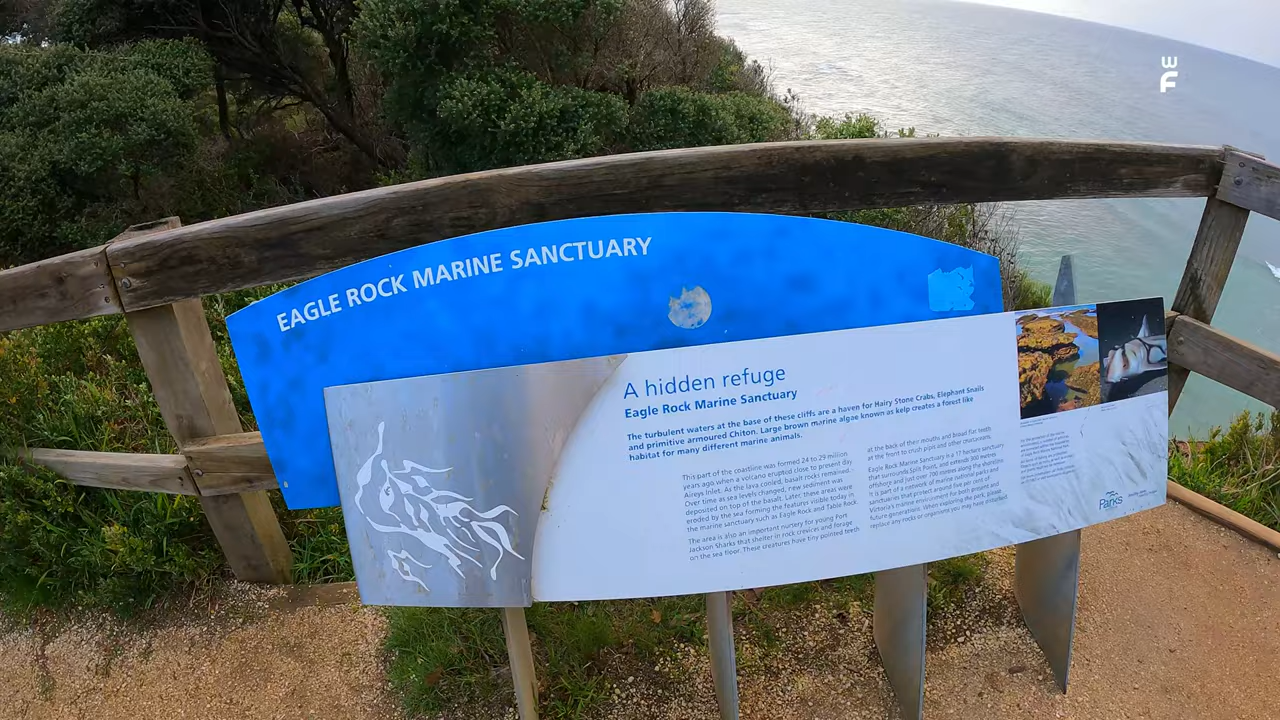 EAGLE ROCK MARINE SANCTUARY
A hidden refuge
Eagle Rock Marine Sanctuary
The turbulent waters at the base of these cliffs are a haven for Hairy Stone Crabs, Elephant Snails
and primitive armoured Chiton. Large brown marine algae known as kelp creates a forest like
habitat for many different marine animals.
This part of the coastline was formed 24 to 29 million
years ago when a volcano erupted close to present day
Aireys Inlet. As the lava cooled, basalt rocks remained.
Over time as sea levels changed, new sediment was
deposited on top of the basalt. Later, these areas were
eroded by the sea forming the features visible today in
the marine sanctuary such as Eagle Rock and Table Rock.
The area is also an important nursery for young Port
Jackson Sharks that shelter in rock crevices and forage
on the sea floor. These creatures have tiny pointed teeth
at the back of their mouths and broad flat teeth
at the front to crush pipis and other crustaceans.
Eagle Rock Marine Sanctuary is a 17 hectare sanctuary
that surrounds Split Point, and extends 300 metres
offshore and just over 700 metres along the shoreline.
It is part of a network of marine national parks and
sanctuaries that protect around five per cent of
Victoria's marine environment for both present and
future generations. When exploring the park, please
replace any rocks or organisms you may have disturbed.
Parks